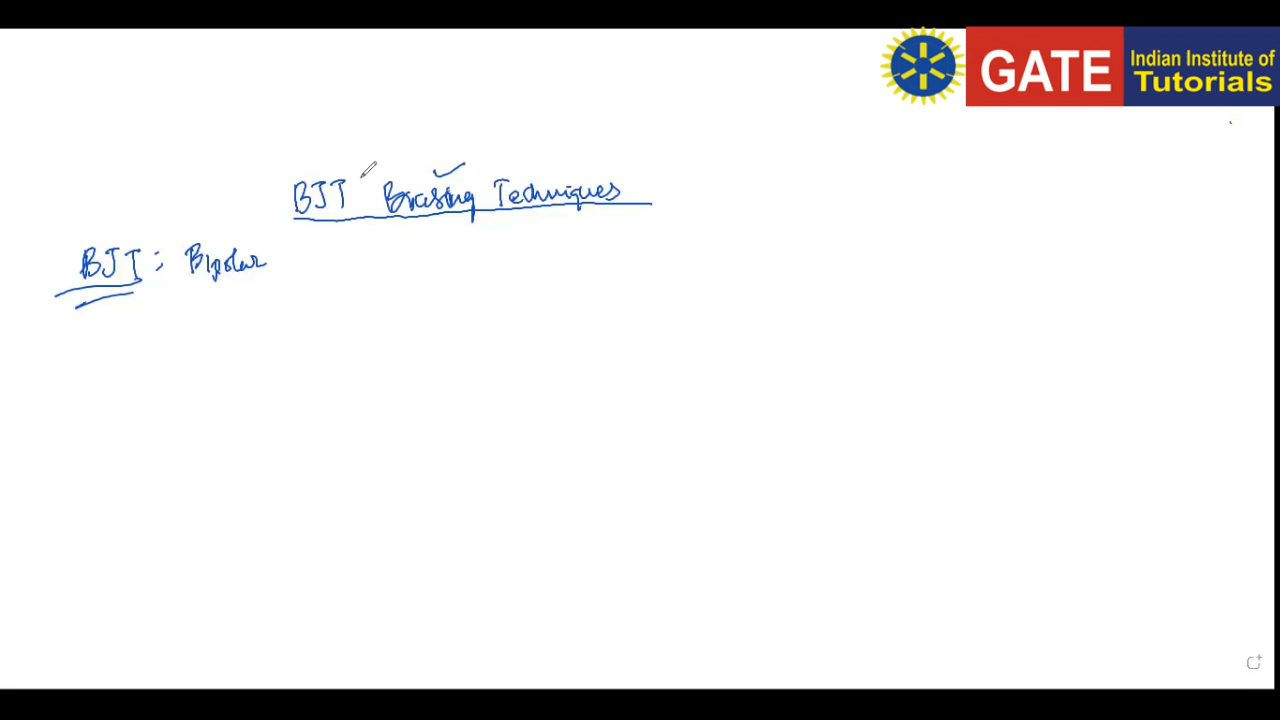 GATE
Indian Institute of
Tutorials
BJT Biasing Techniques
BJT : Bipolar